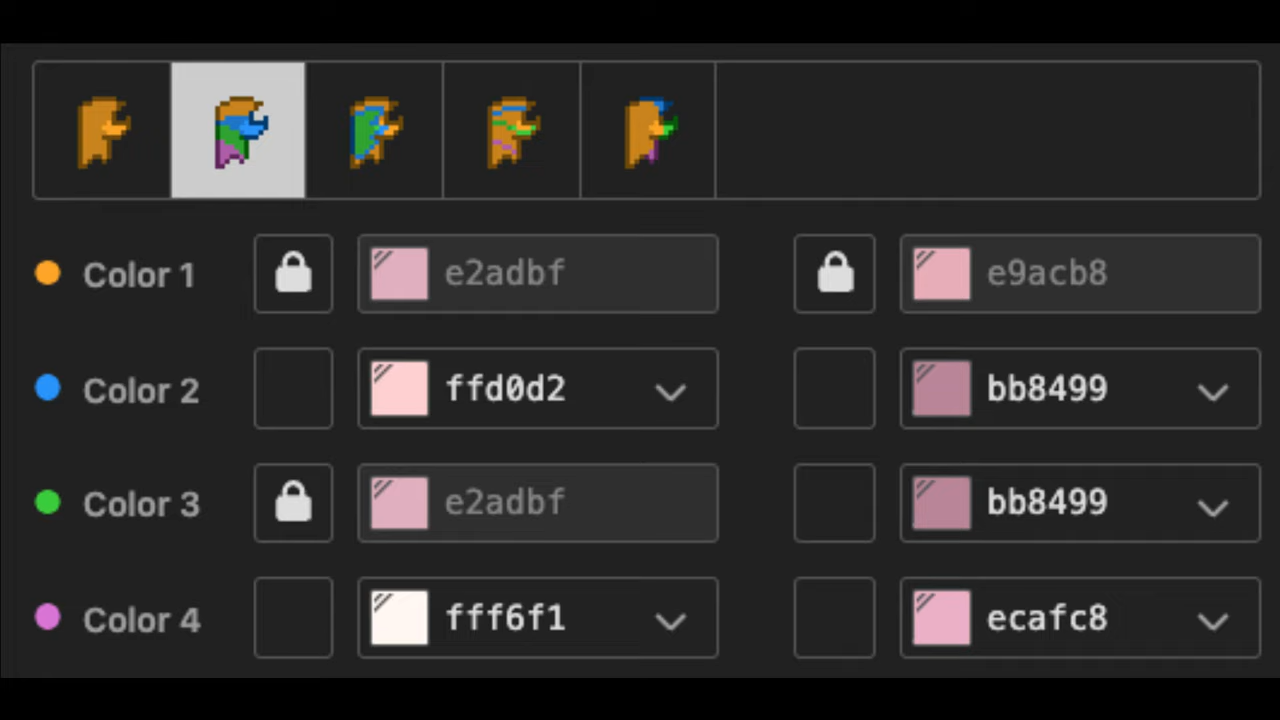 Color 1 e2adbf e9acb8
Color 2 ffd0d2 bb8499
Color 3 e2adbf bb8499
Color 4 fff6f1 ecafc8